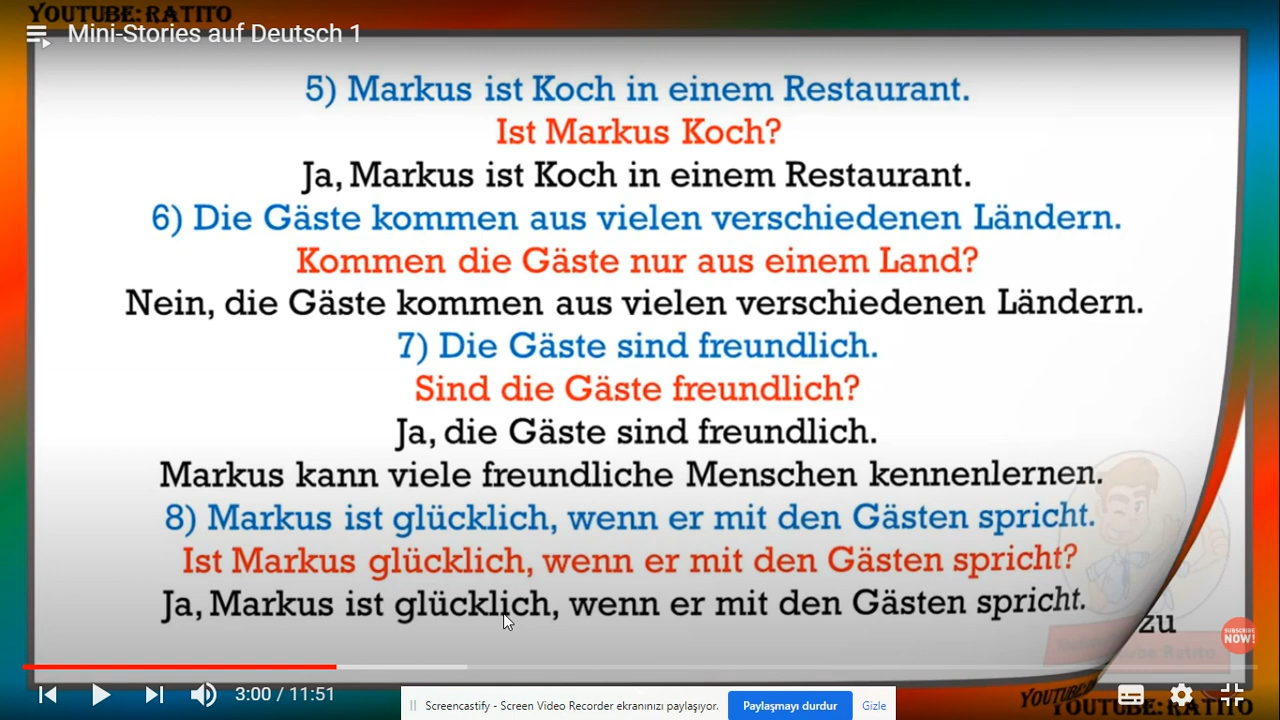 YOUTUBE: RATITO
Mini-Stories auf Deutsch 1
5) Markus ist Koch in einem Restaurant.
Ist Markus Koch?
Ja, Markus ist Koch in einem Restaurant.
6) Die Gäste kommen aus vielen verschiedenen Ländern.
Kommen die Gäste nur aus einem Land?
Nein, die Gäste kommen aus vielen verschiedenen Ländern.
7) Die Gäste sind freundlich.
Sind die Gäste freundlich?
Ja, die Gäste sind freundlich.
Markus kann viele freundliche Menschen kennenlernen.
8) Markus ist glücklich, wenn er mit den Gästen spricht.
Ist Markus glücklich, wenn er mit den Gästen spricht?
Ja, Markus ist glücklich, wenn er mit den Gästen spricht.
zu
SUBSCRIBE
NOW!
Ratito
3:00 / 11:51
Screencastify - Screen Video Recorder ekranınızı paylaşıyor.
Paylaşmayı durdur
Gizle
YOUTUBE
YOUTUBE: RATITO